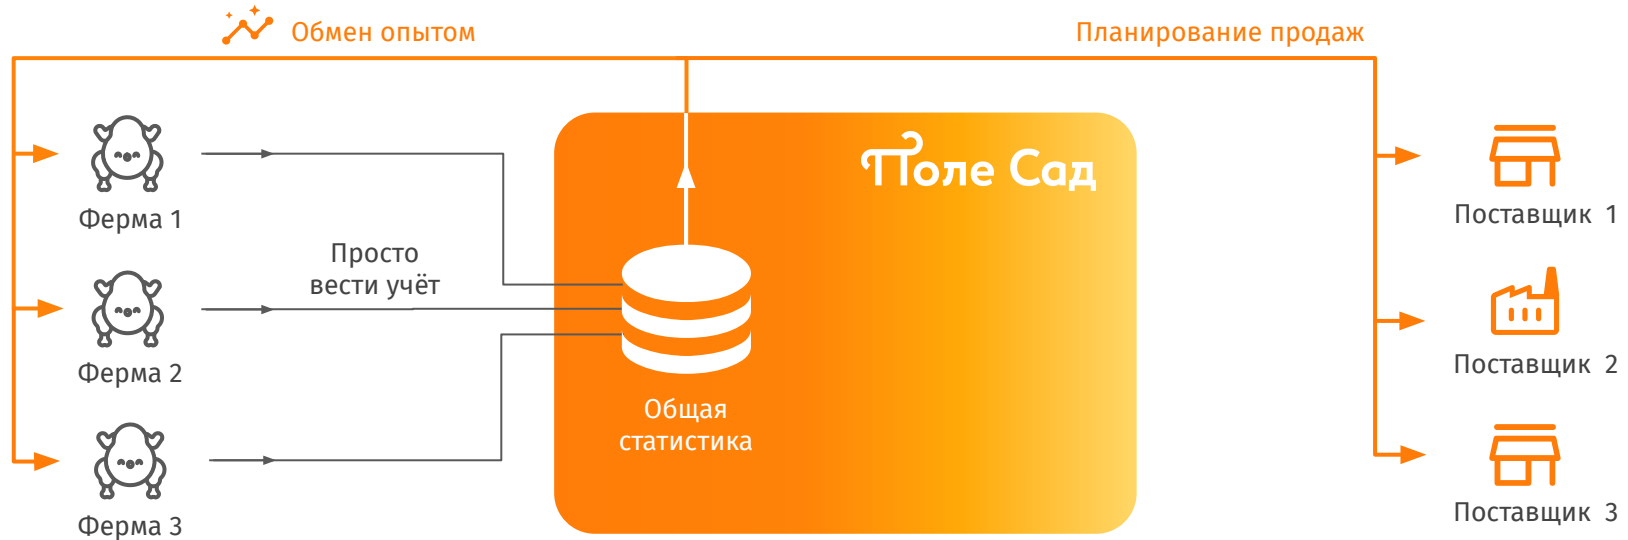 Обмен опытом
Планирование продаж
Поле Сад
Ферма 1
Поставщик 1
Просто
вести учёт
Ферма 2
Поставщик 2
Общая
статистика
Ферма 3
Поставщик 3